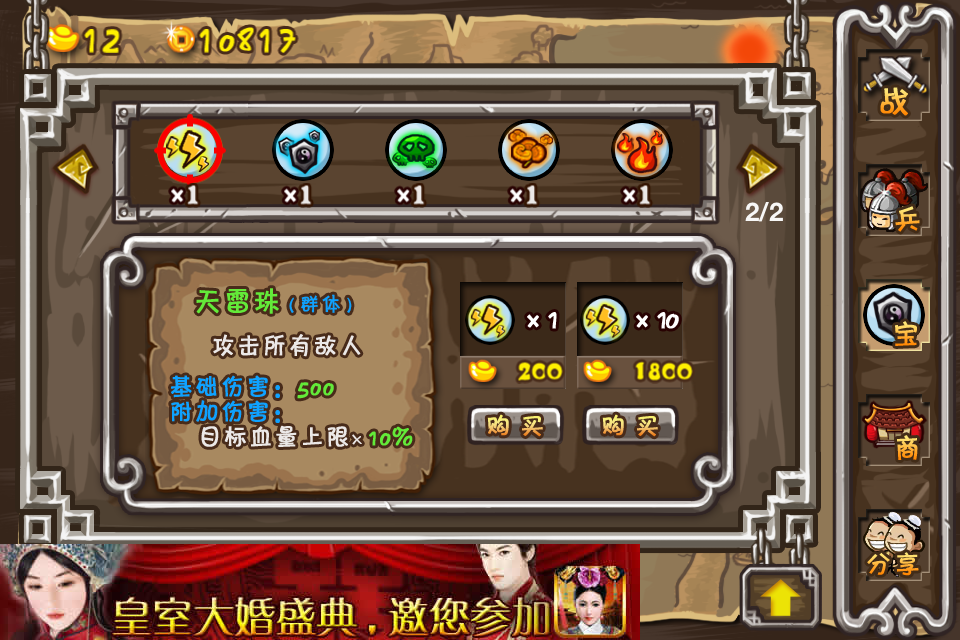 12 10817
×1 ×1 ×1 ×1 ×1
2/2
天雷珠(群体)
攻击所有敌人
基础伤害：500
附加伤害：
目标血量上限×10%
×1 ×10
200 1800
购买 购买
战
兵
宝
商
分享
皇室大婚盛典，邀您参加